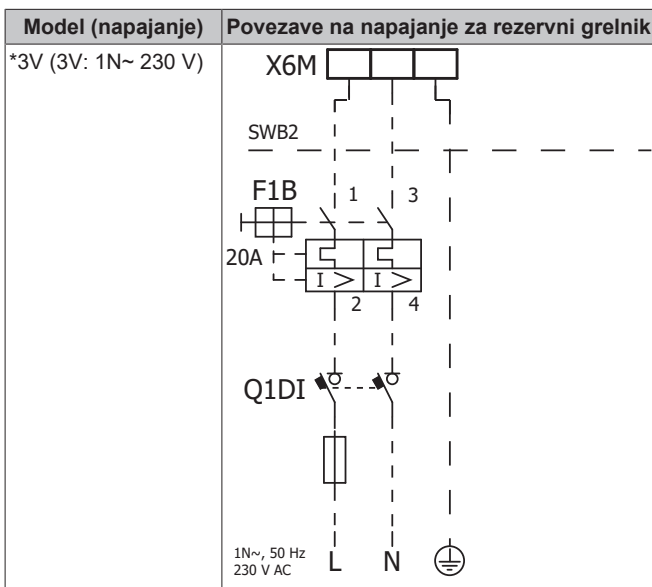 Model (napajanje) Povezave na napajanje za rezervni grelnik
*3V (3V: 1N~ 230 V)
X6M
SWB2
F1B 1 3
20A
I > I >
2 4
Q1DI
1N~, 50 Hz
230 V AC
L N